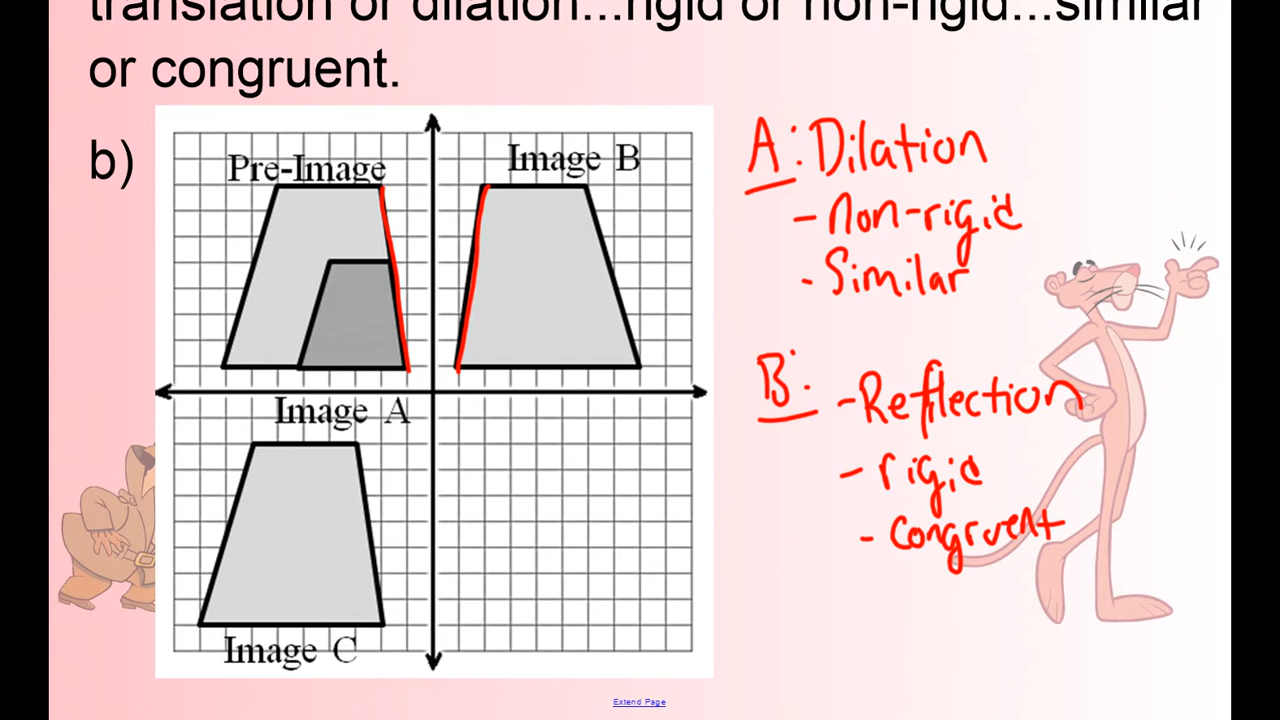 translation or dilation...rigid or non-rigid...similar
or congruent.
b)
Pre-Image
Image B
Image A
Image C
A: Dilation
- non-rigid
- Similar
B:
- Reflection
- rigid
- congruent
Extend Page